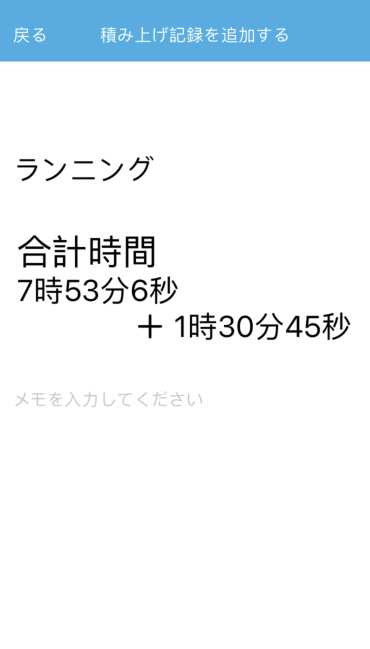 戻る 積み上げ記録を追加する
ランニング
合計時間
7時53分6秒
+ 1時30分45秒
メモを入力してください